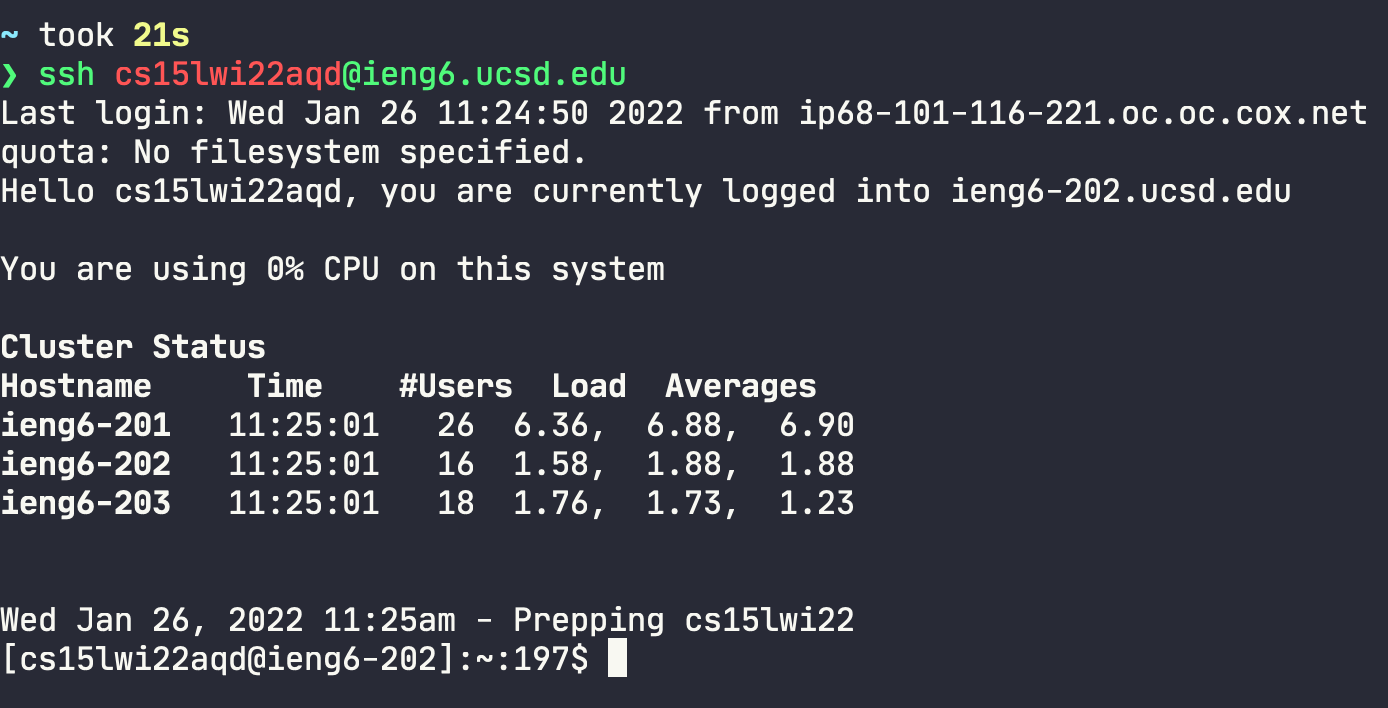 ~ took 21s
❯ ssh cs15lwi22aqd@ieng6.ucsd.edu
Last login: Wed Jan 26 11:24:50 2022 from ip68-101-116-221.oc.oc.cox.net
quota: No filesystem specified.
Hello cs15lwi22aqd, you are currently logged into ieng6-202.ucsd.edu
You are using 0% CPU on this system
Cluster Status
Hostname     Time    #Users  Load  Averages
ieng6-201   11:25:01   26  6.36,  6.88,  6.90
ieng6-202   11:25:01   16  1.58,  1.88,  1.88
ieng6-203   11:25:01   18  1.76,  1.73,  1.23
Wed Jan 26, 2022 11:25am - Prepping cs15lwi22
[cs15lwi22aqd@ieng6-202]:~:197$